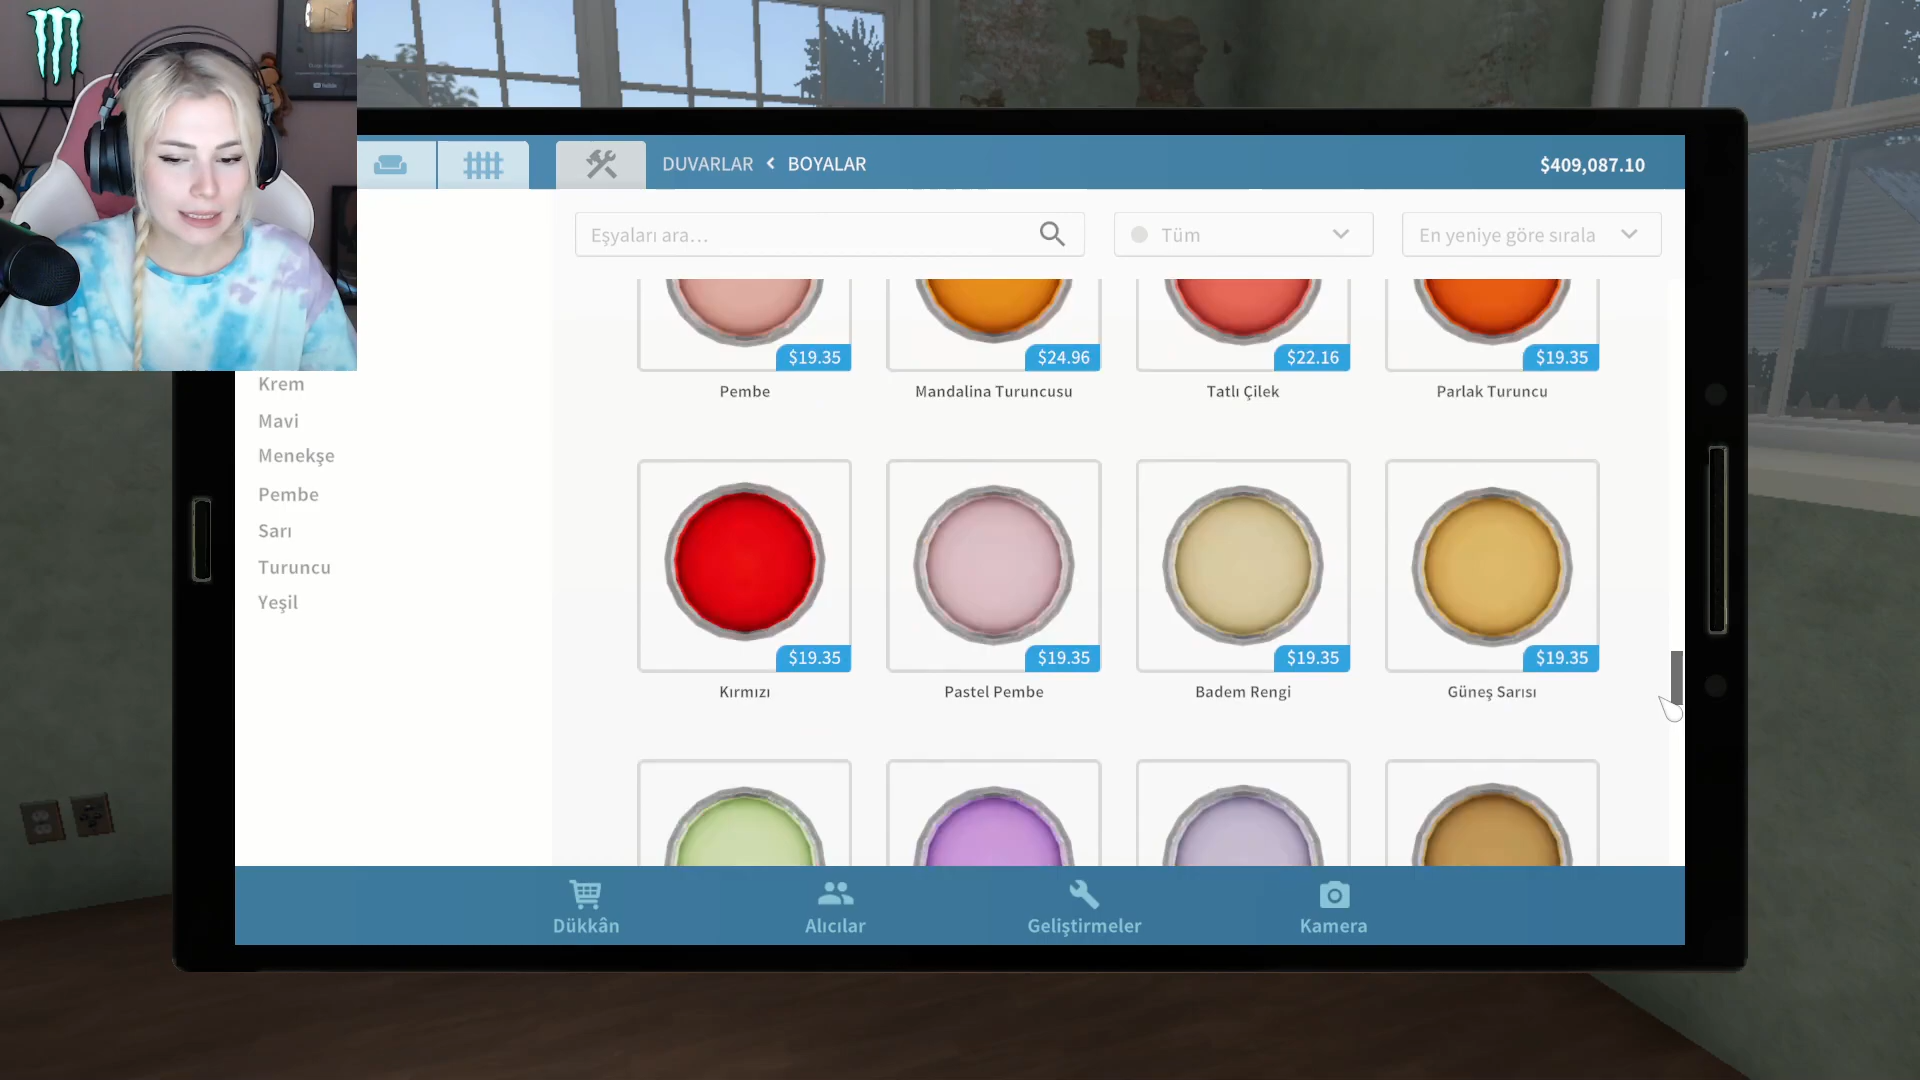 DUVARLAR < BOYALAR
$409,087.10
Eşyaları ara...
Tüm
En yeniye göre sırala
Krem
Mavi
Menekşe
Pembe
Sarı
Turuncu
Yeşil
$19.35
$24.96
$22.16
$19.35
Pembe
Mandalina Turuncusu
Tatlı Çilek
Parlak Turuncu
$19.35
$19.35
$19.35
$19.35
Kırmızı
Pastel Pembe
Badem Rengi
Güneş Sarısı
Dükkân
Alıcılar
Geliştirmeler
Kamera